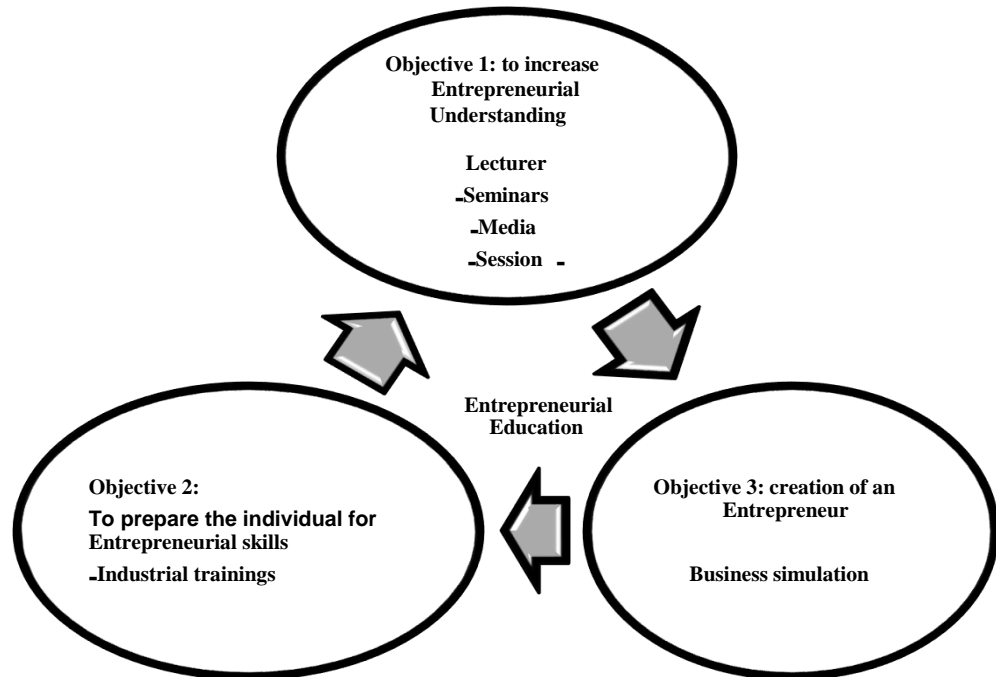 Objective 1: to increase
Entrepreneurial
Understanding
Lecturer
-Seminars
-Media
-Session -
Entrepreneurial
Education
Objective 2:
To prepare the individual for
Entrepreneurial skills
-Industrial trainings
Objective 3: creation of an
Entrepreneur
Business simulation